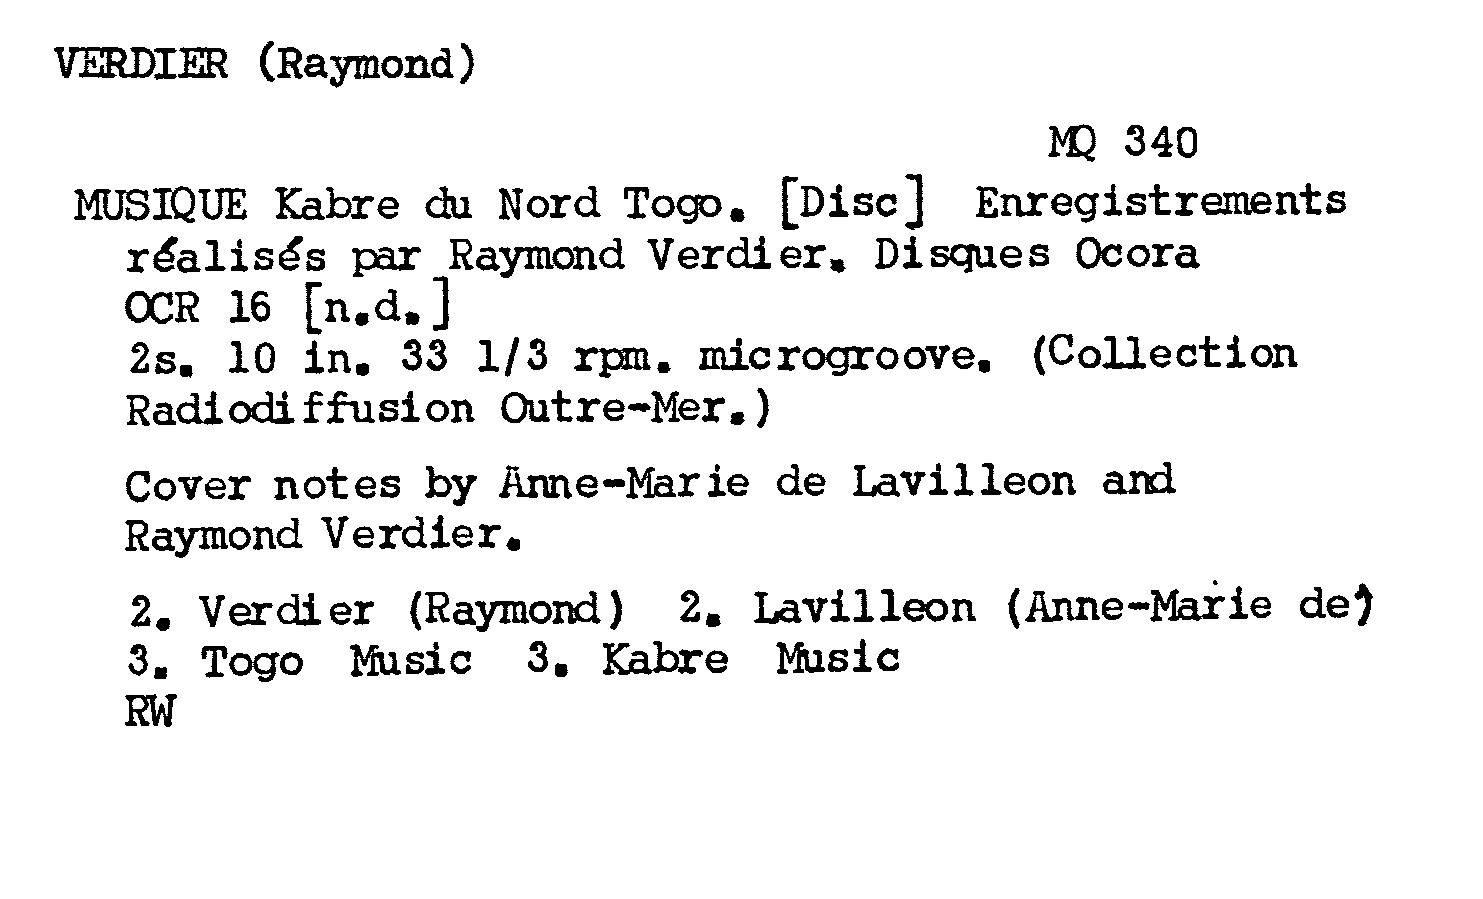 VERDIER (Raymond)
MQ 340
MUSIQUE Kabre du Nord Togo. [Disc] Enregistrements
réalisés par Raymond Verdier. Disques Ocora
OCR 16 [n.d.]
2s. 10 in. 33 1/3 rpm. microgroove. (Collection
Radiodiffusion Outre-Mer.)
Cover notes by Anne-Marie de Lavilleon and
Raymond Verdier.
2. Verdier (Raymond) 2. Lavilleon (Anne-Marie de)
3. Togo Music 3. Kabre Music
RW